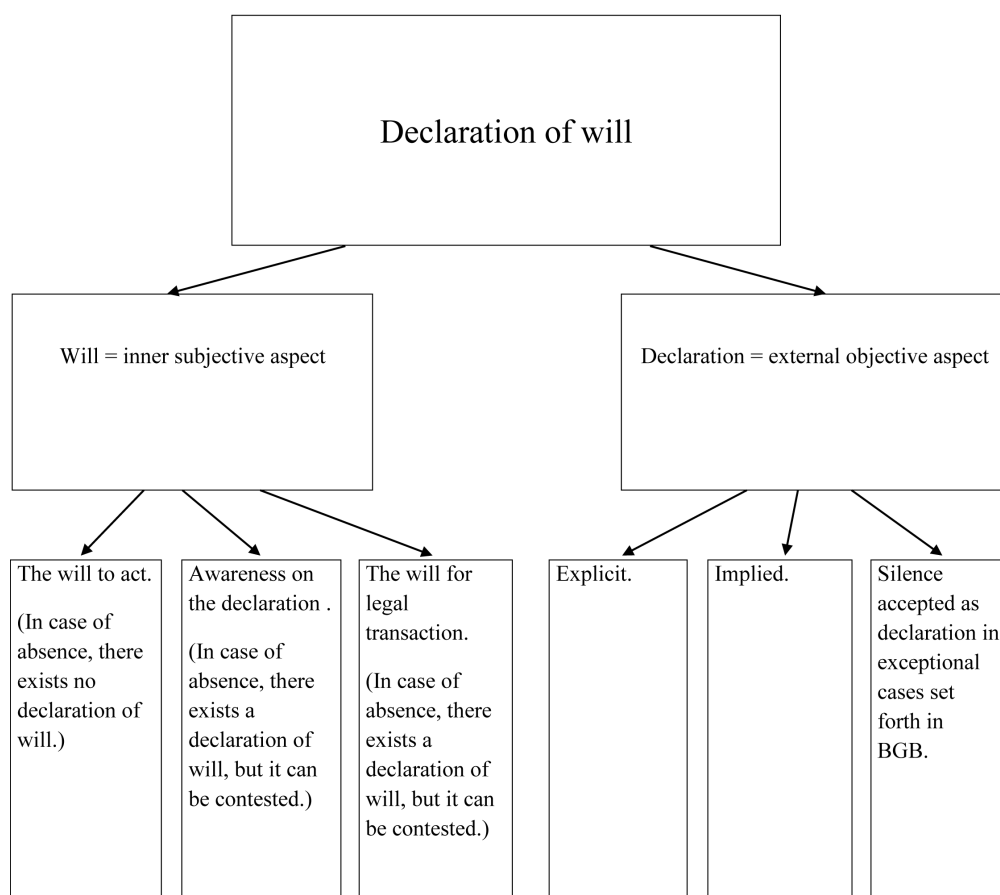 Declaration of will
Will = inner subjective aspect
Declaration = external objective aspect
The will to act.
(In case of
absence, there
exists no
declaration of
will.)
Awareness on
the declaration .
(In case of
absence, there
exists a
declaration of
will, but it can
be contested.)
The will for
legal
transaction.
(In case of
absence, there
exists a
declaration of
will, but it can
be contested.)
Explicit.
Implied.
Silence
accepted as
declaration in
exceptional
cases set
forth in
BGB.